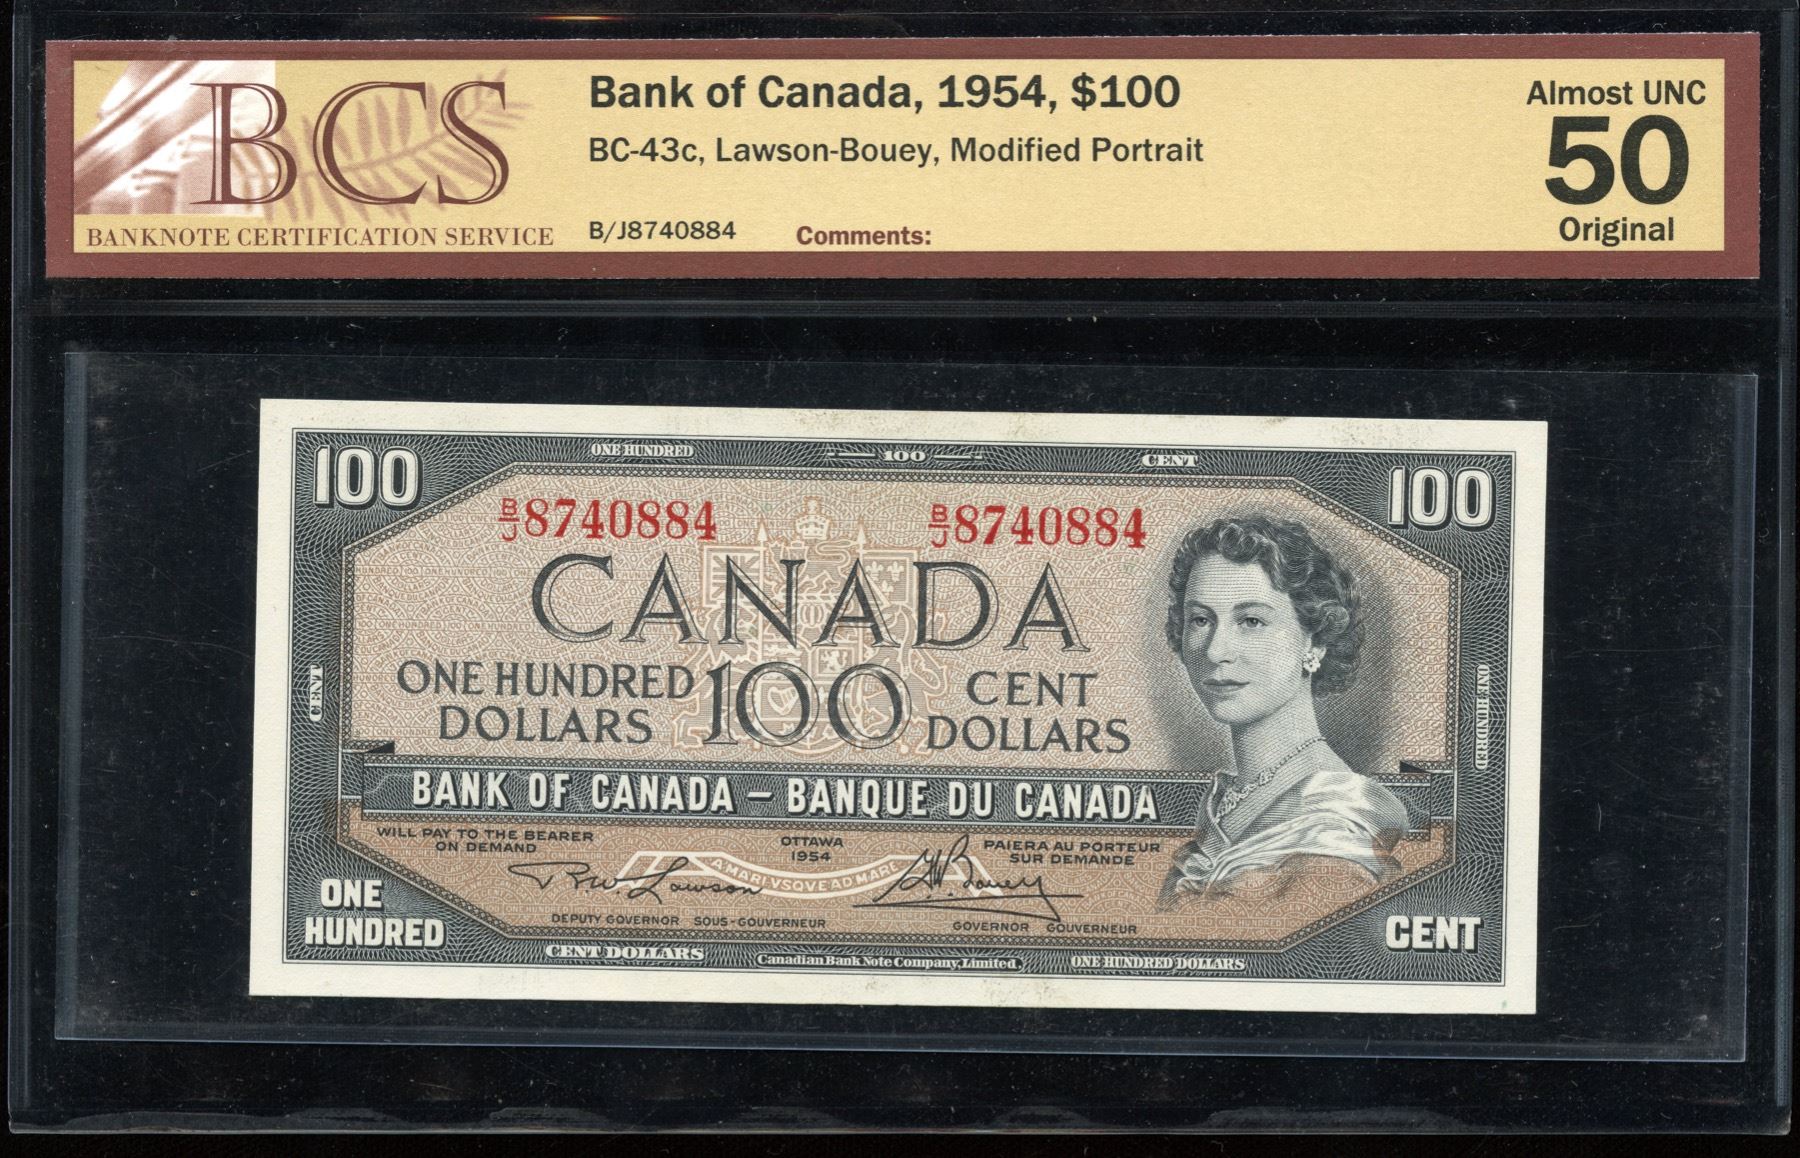 BCS
BANKNOTE CERTIFICATION SERVICE
Bank of Canada, 1954, $100
BC-43c, Lawson-Bouey, Modified Portrait
B/J8740884 Comments:
Almost UNC
50
Original
100 ONE HUNDRED 100 CENT 100
B/J8740884 B/J8740884
CANADA
ONE HUNDRED DOLLARS 100 CENT DOLLARS
CENT ONE HUNDRED
BANK OF CANADA – BANQUE DU CANADA
WILL PAY TO THE BEARER
ON DEMAND
OTTAWA
1954
PAIERA AU PORTEUR
SUR DEMANDE
A·MARI·VSQVE·AD·MARE
R.W. Lawson G.K. Bouey
DEPUTY GOVERNOR SOUS-GOUVERNEUR GOVERNOR GOUVERNEUR
ONE
HUNDRED
CENT
CENT DOLLARS Canadian Bank Note Company, Limited. ONE HUNDRED DOLLARS